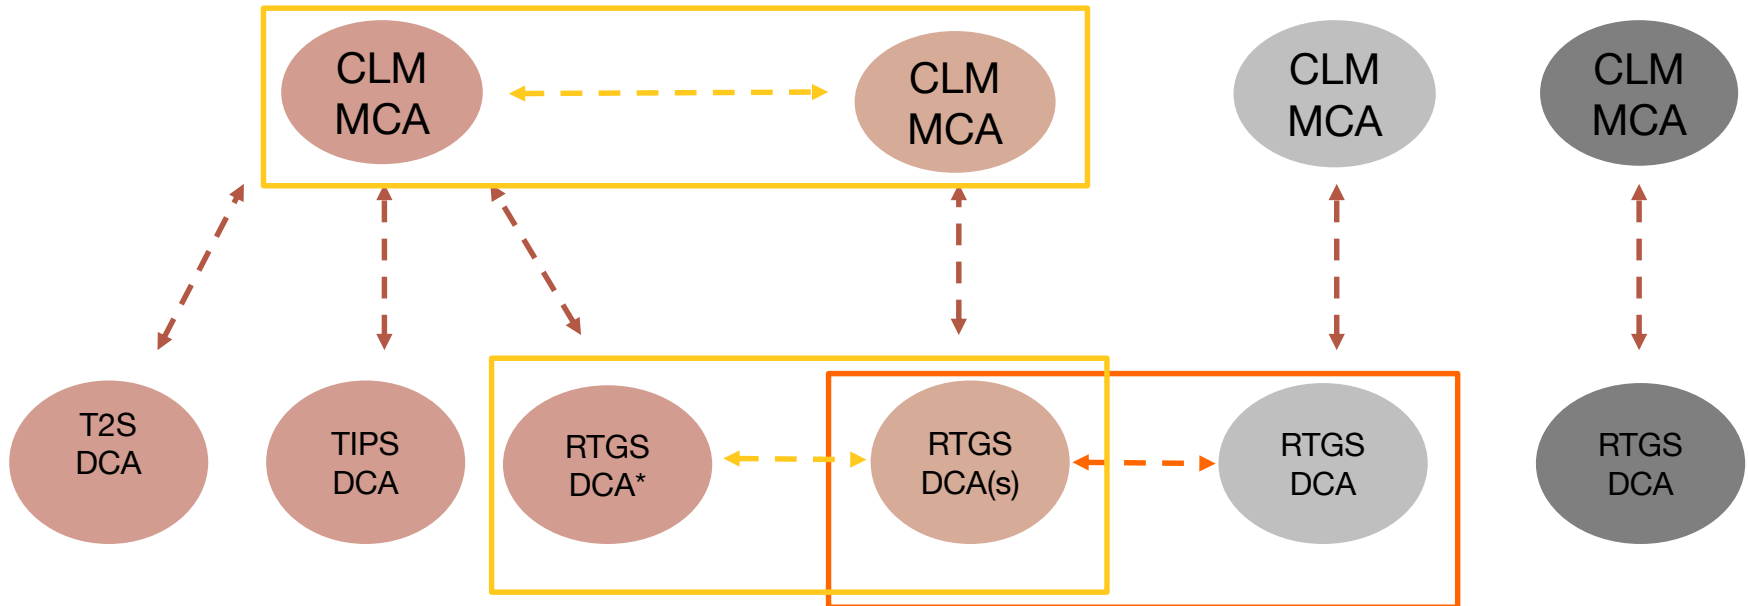 CLM
MCA
CLM
MCA
CLM
MCA
CLM
MCA
T2S
DCA
TIPS
DCA
RTGS
DCA*
RTGS
DCA(s)
RTGS
DCA
RTGS
DCA